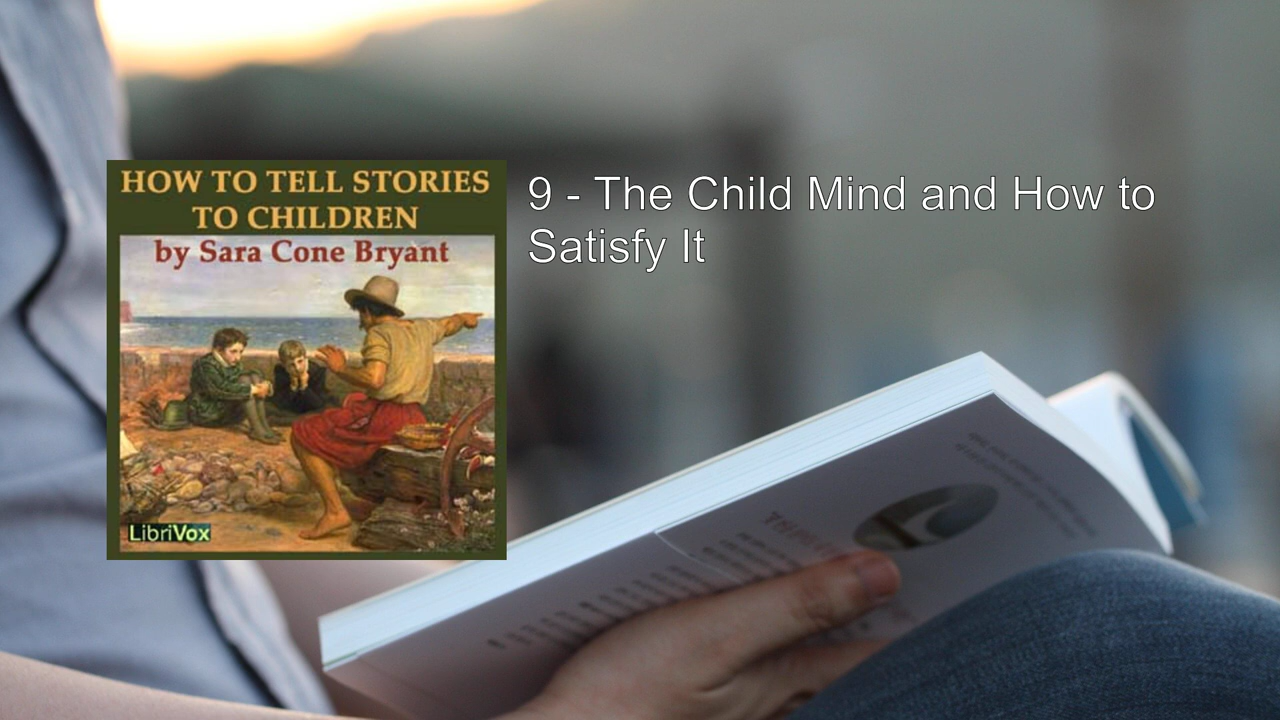 HOW TO TELL STORIES
TO CHILDREN
by Sara Cone Bryant
LibriVox
9 - The Child Mind and How to
Satisfy It